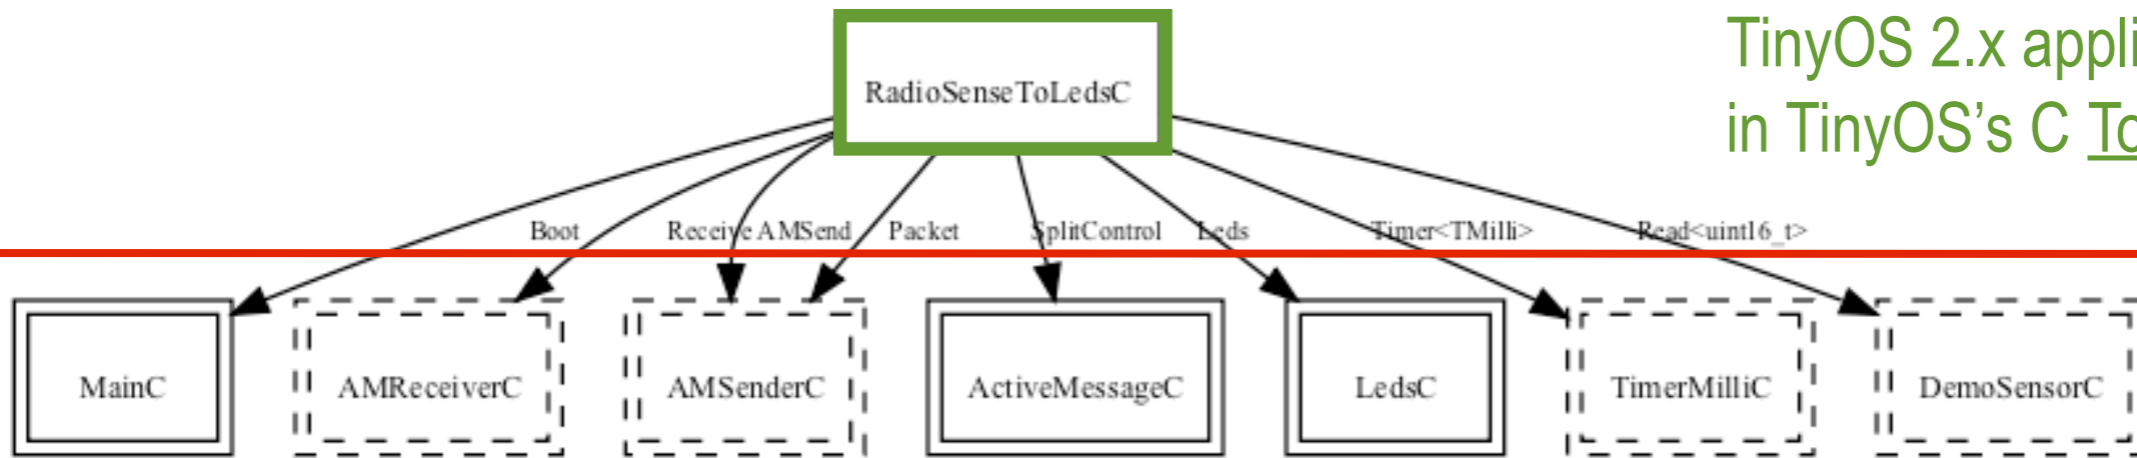 TinyOS 2.x appli
in TinyOS's C To
RadioSenseToLedsC
Boot Receive AMSend Packet SplitControl Leds Timer<TMilli> Read<uint16_t>
MainC AMReceiverC AMSenderC ActiveMessageC LedsC TimerMilliC DemoSensorC